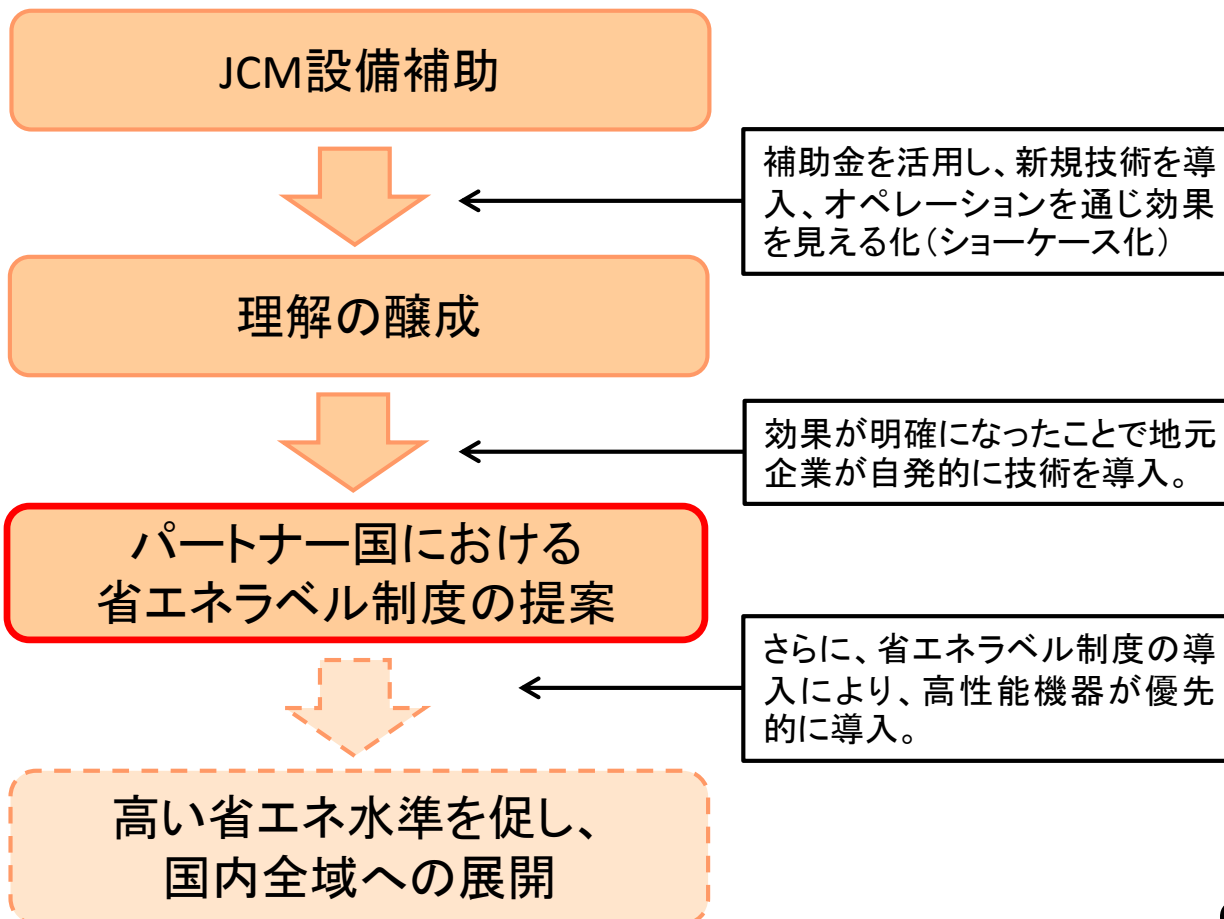 JCM設備補助
補助金を活用し、新規技術を導
入、オペレーションを通じ効果
を見える化（ショーケース化）
理解の醸成
効果が明確になったことで地元
企業が自発的に技術を導入。
パートナー国における
省エネラベル制度の提案
さらに、省エネラベル制度の導
入により、高性能機器が優先
的に導入。
高い省エネ水準を促し、
国内全域への展開